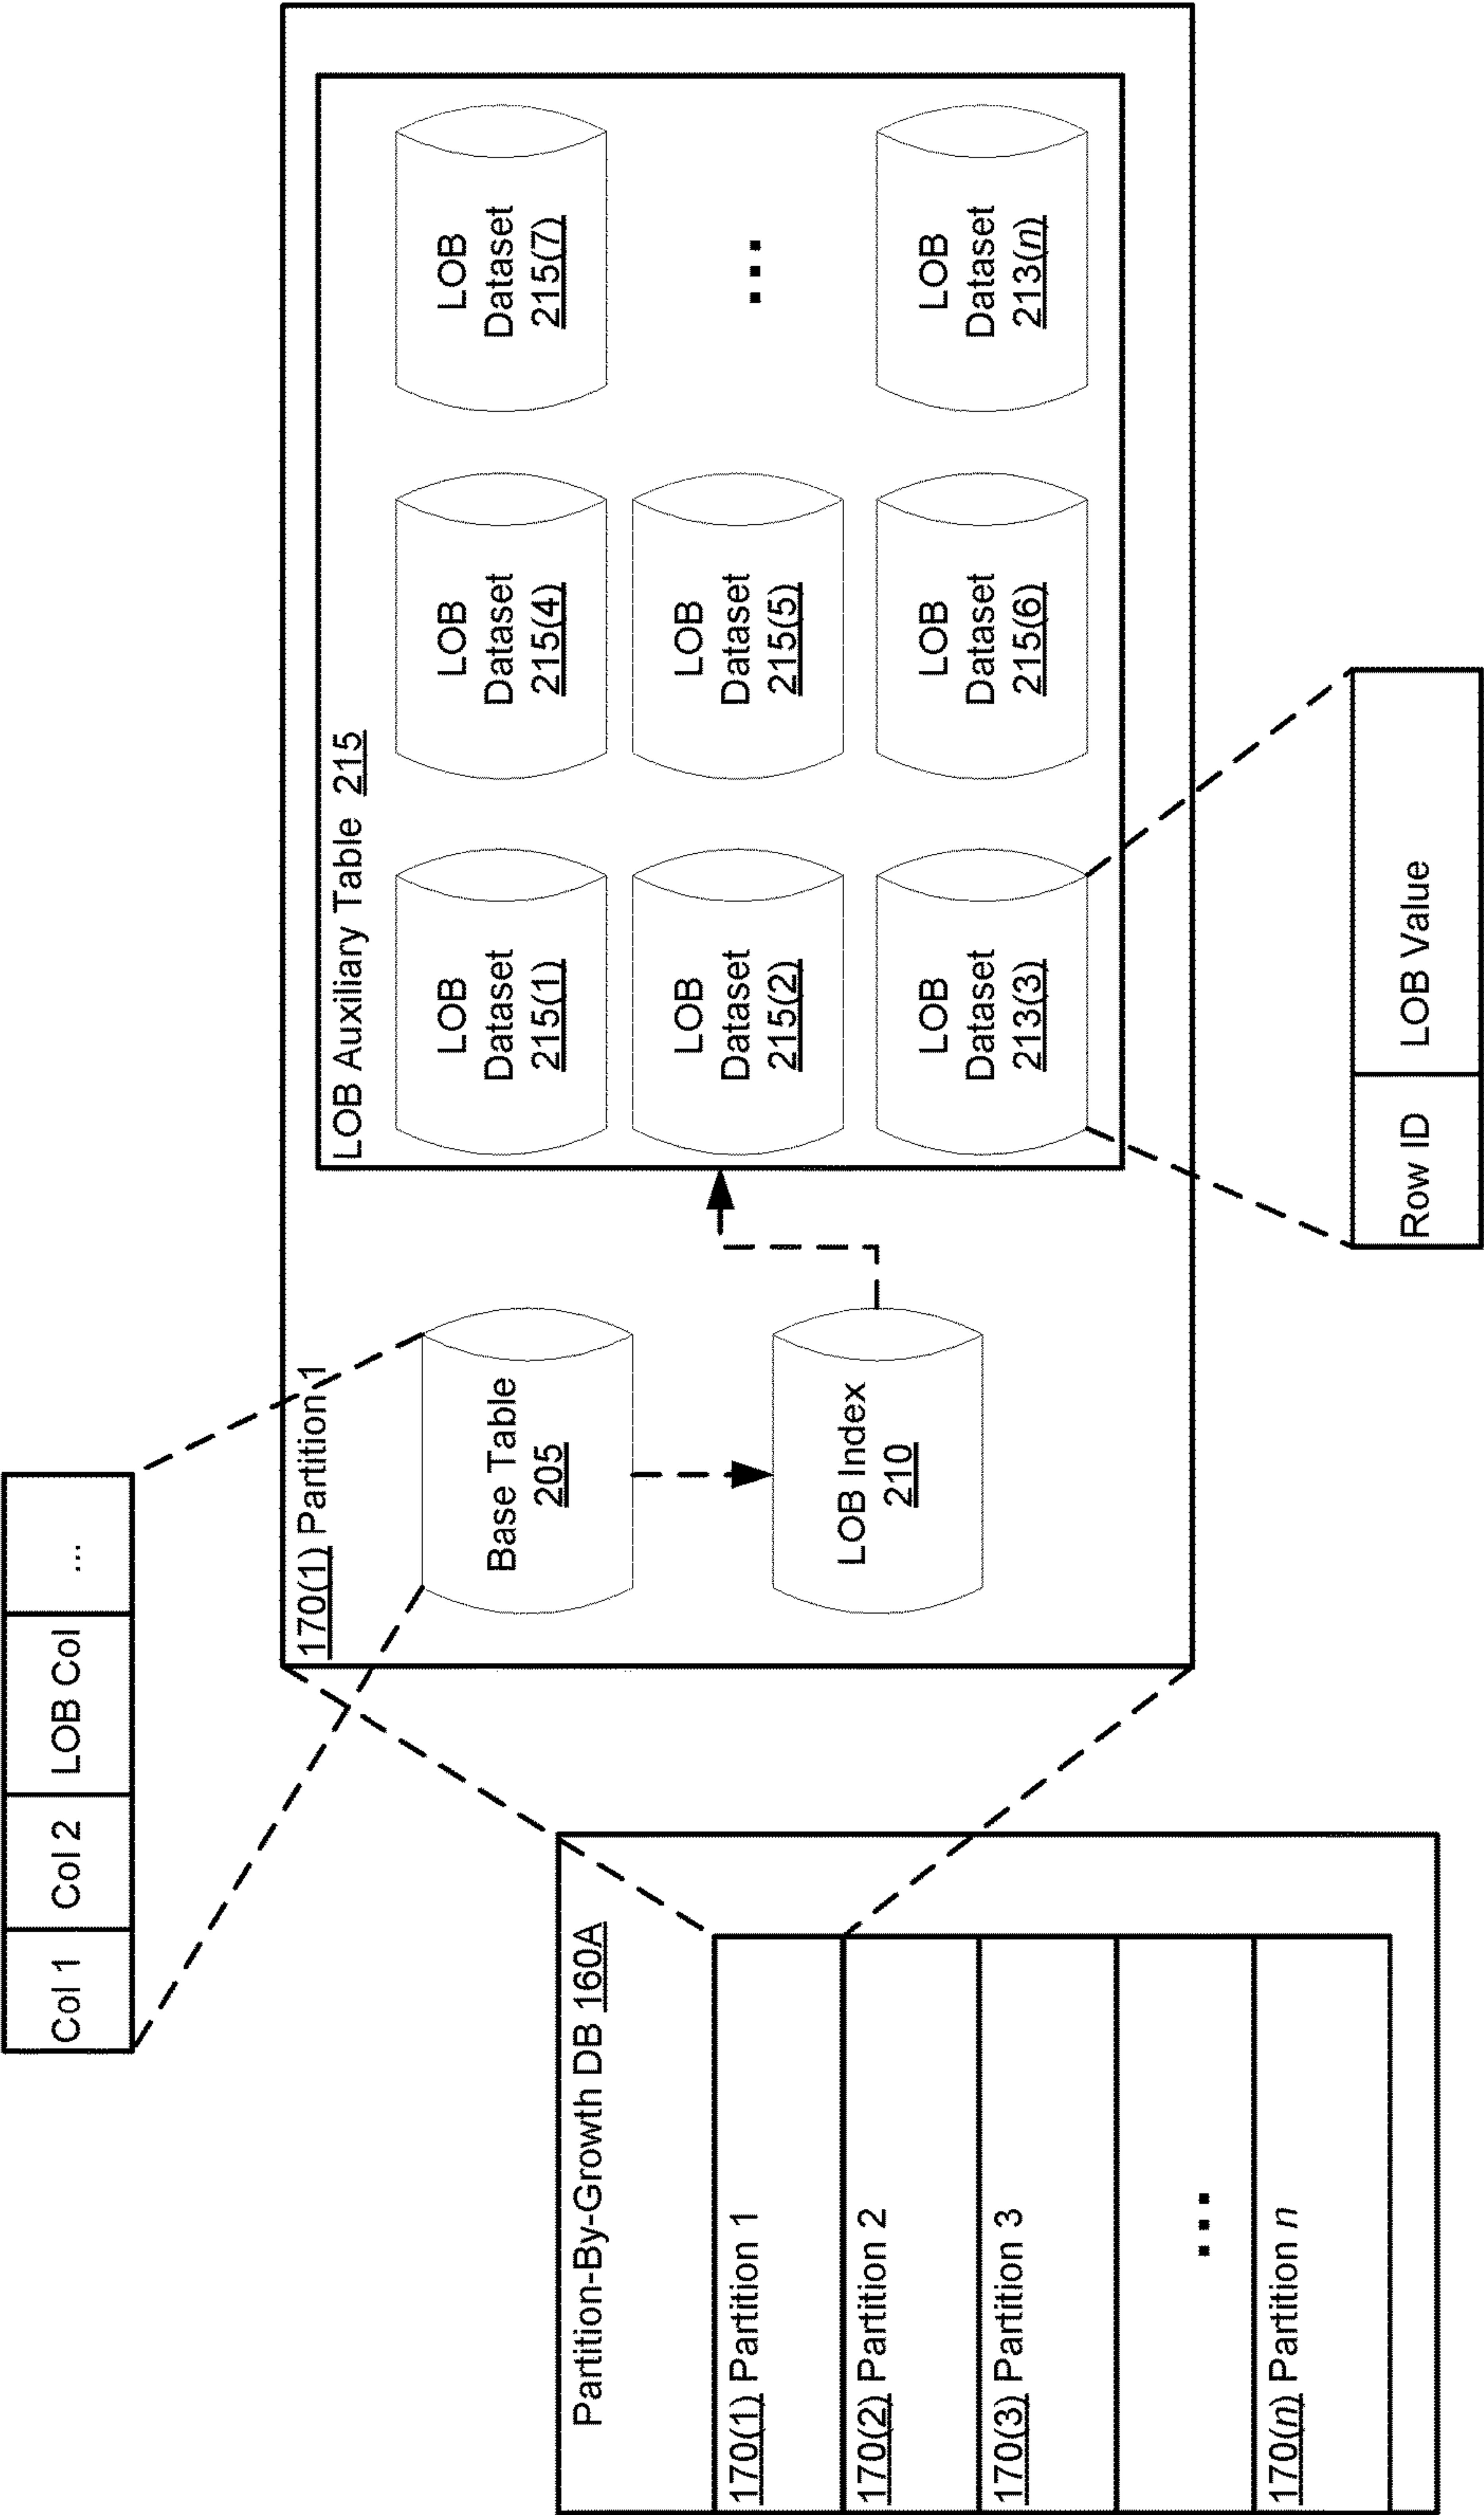 Col 1
Col 2
LOB Col
...
170(1) Partition 1
Base Table
205
LOB Index
210
LOB Auxiliary Table 215
LOB
Dataset
215(1)
LOB
Dataset
215(4)
LOB
Dataset
215(7)
LOB
Dataset
215(2)
LOB
Dataset
215(5)
...
LOB
Dataset
213(3)
LOB
Dataset
215(6)
LOB
Dataset
213(n)
Row ID
LOB Value
Partition-By-Growth DB 160A
170(1) Partition 1
170(2) Partition 2
170(3) Partition 3
...
170(n) Partition n